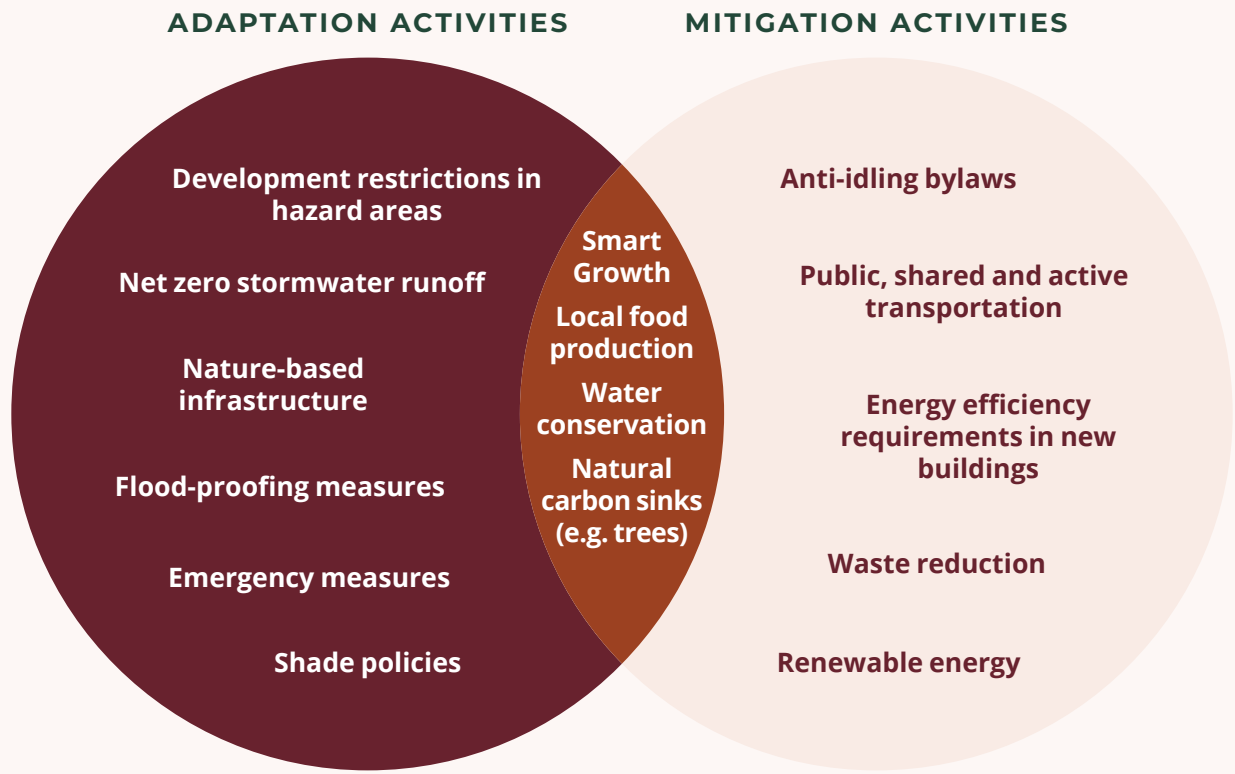 ADAPTATION ACTIVITIES
MITIGATION ACTIVITIES
Development restrictions in
hazard areas
Net zero stormwater runoff
Nature-based
infrastructure
Flood-proofing measures
Emergency measures
Shade policies
Smart
Growth
Local food
production
Water
conservation
Natural
carbon sinks
(e.g. trees)
Anti-idling bylaws
Public, shared and active
transportation
Energy efficiency
requirements in new
buildings
Waste reduction
Renewable energy